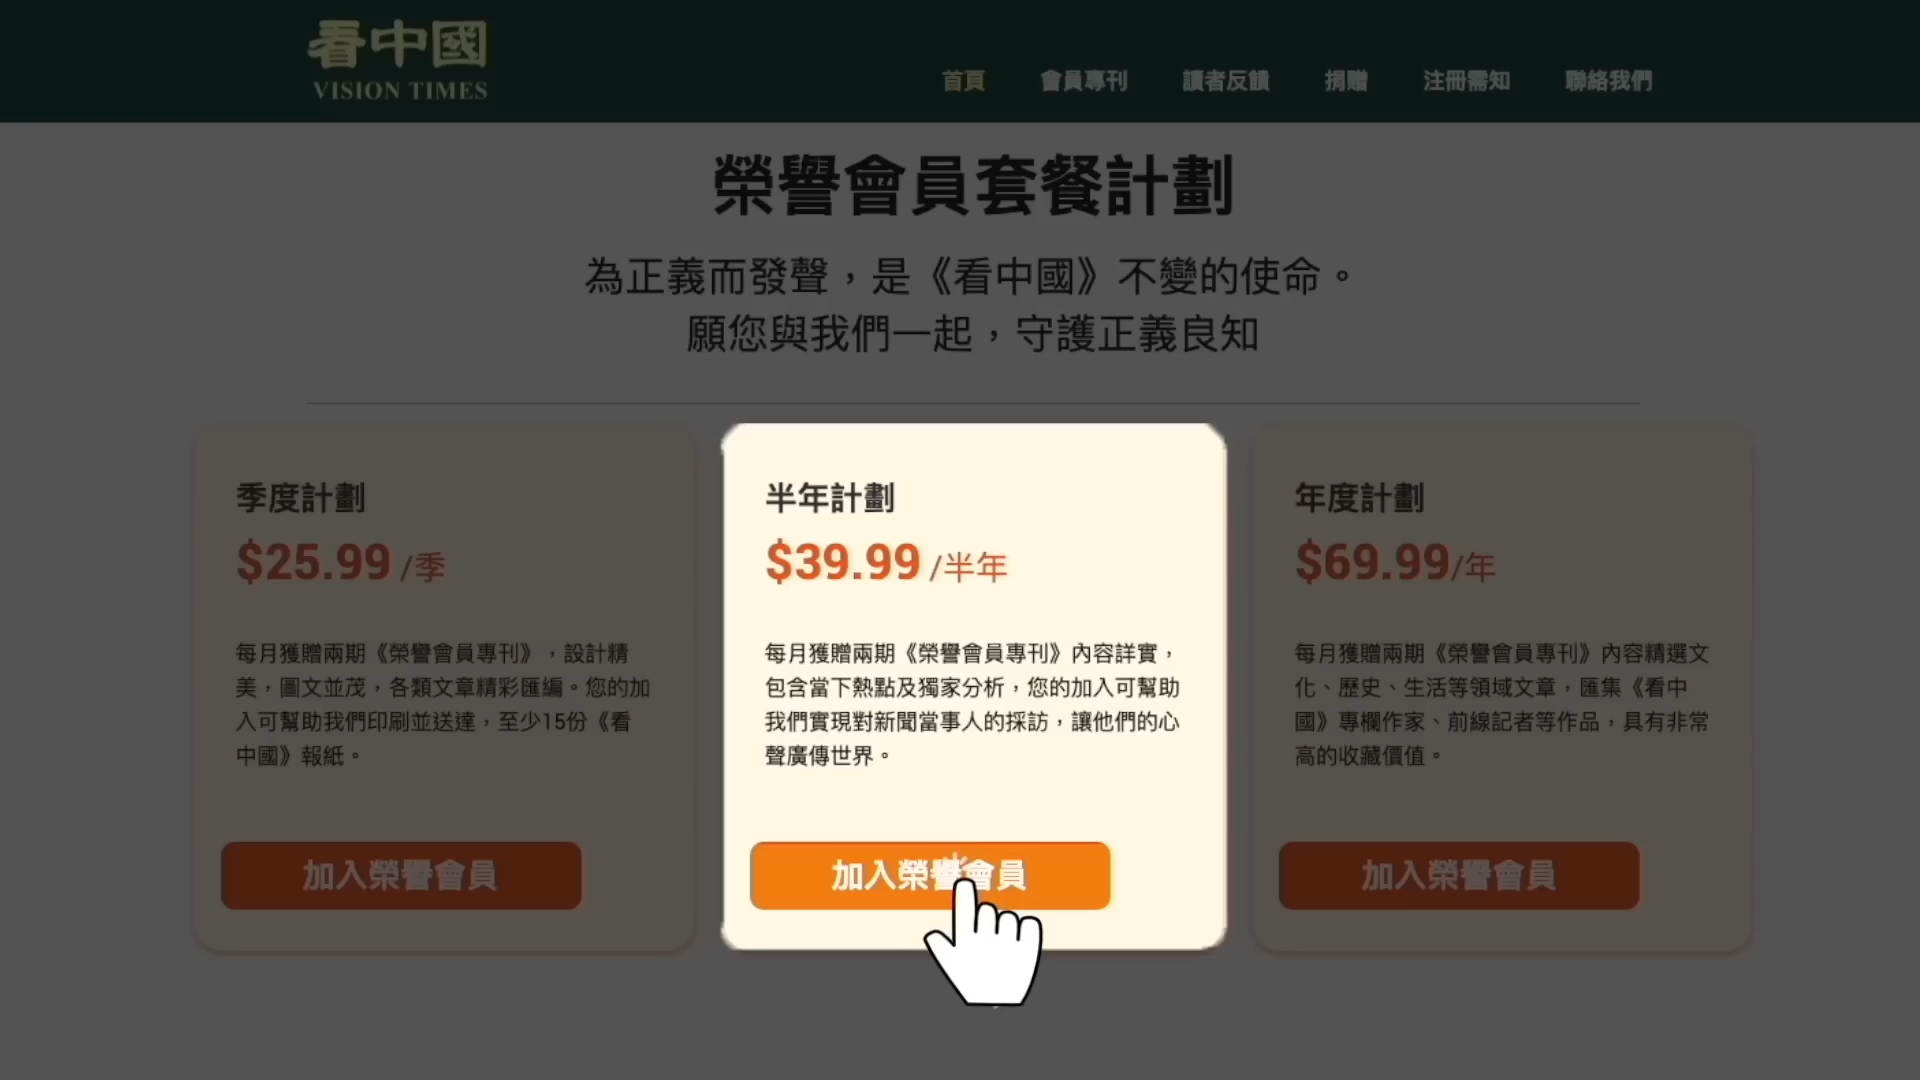 看中國
VISION TIMES
首頁 會員專刊 讀者反饋 捐贈 注冊需知 聯絡我們
榮譽會員套餐計劃
為正義而發聲，是《看中國》不變的使命。
願您與我們一起，守護正義良知
季度計劃
$25.99 /季
每月獲贈兩期《榮譽會員專刊》，設計精
美，圖文並茂，各類文章精彩匯編。您的加
入可幫助我們印刷並送達，至少15份《看
中國》報紙。
加入榮譽會員
半年計劃
$39.99 /半年
每月獲贈兩期《榮譽會員專刊》內容詳實，
包含當下熱點及獨家分析，您的加入可幫助
我們實現對新聞當事人的採訪，讓他們的心
聲廣傳世界。
加入榮譽會員
年度計劃
$69.99/年
每月獲贈兩期《榮譽會員專刊》內容精選文
化、歷史、生活等領域文章，匯集《看中
國》專欄作家、前線記者等作品，具有非常
高的收藏價值。
加入榮譽會員